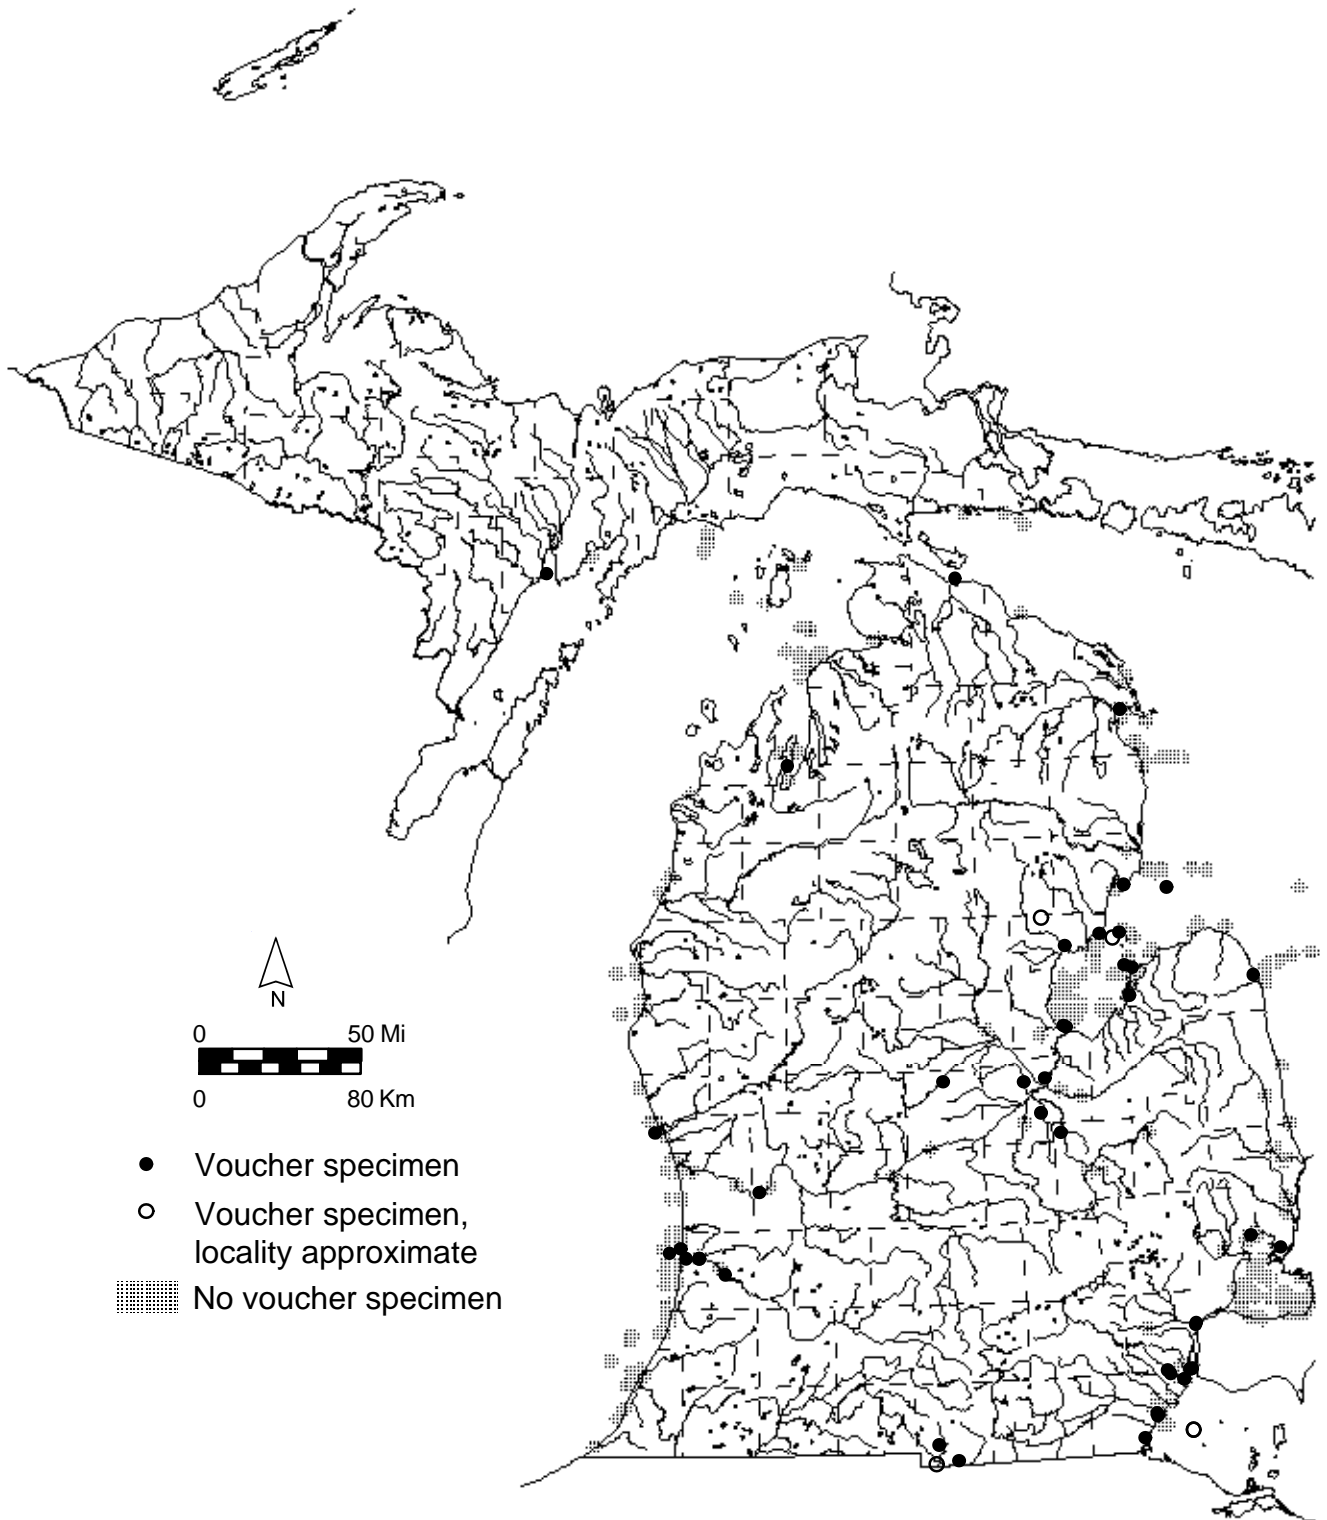 N
0 50 Mi
0 80 Km
Voucher specimen
Voucher specimen,
locality approximate
No voucher specimen